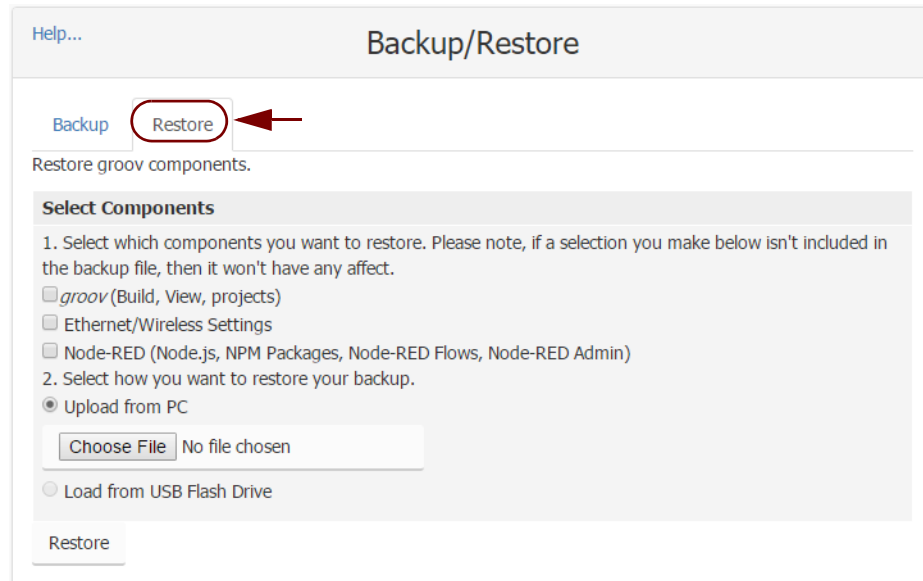 Help...
Backup/Restore
Backup
Restore
Restore groov components.
Select Components
1. Select which components you want to restore. Please note, if a selection you make below isn't included in
the backup file, then it won't have any affect.
groov (Build, View, projects)
Ethernet/Wireless Settings
Node-RED (Node.js, NPM Packages, Node-RED Flows, Node-RED Admin)
2. Select how you want to restore your backup.
Upload from PC
Choose File No file chosen
Load from USB Flash Drive
Restore